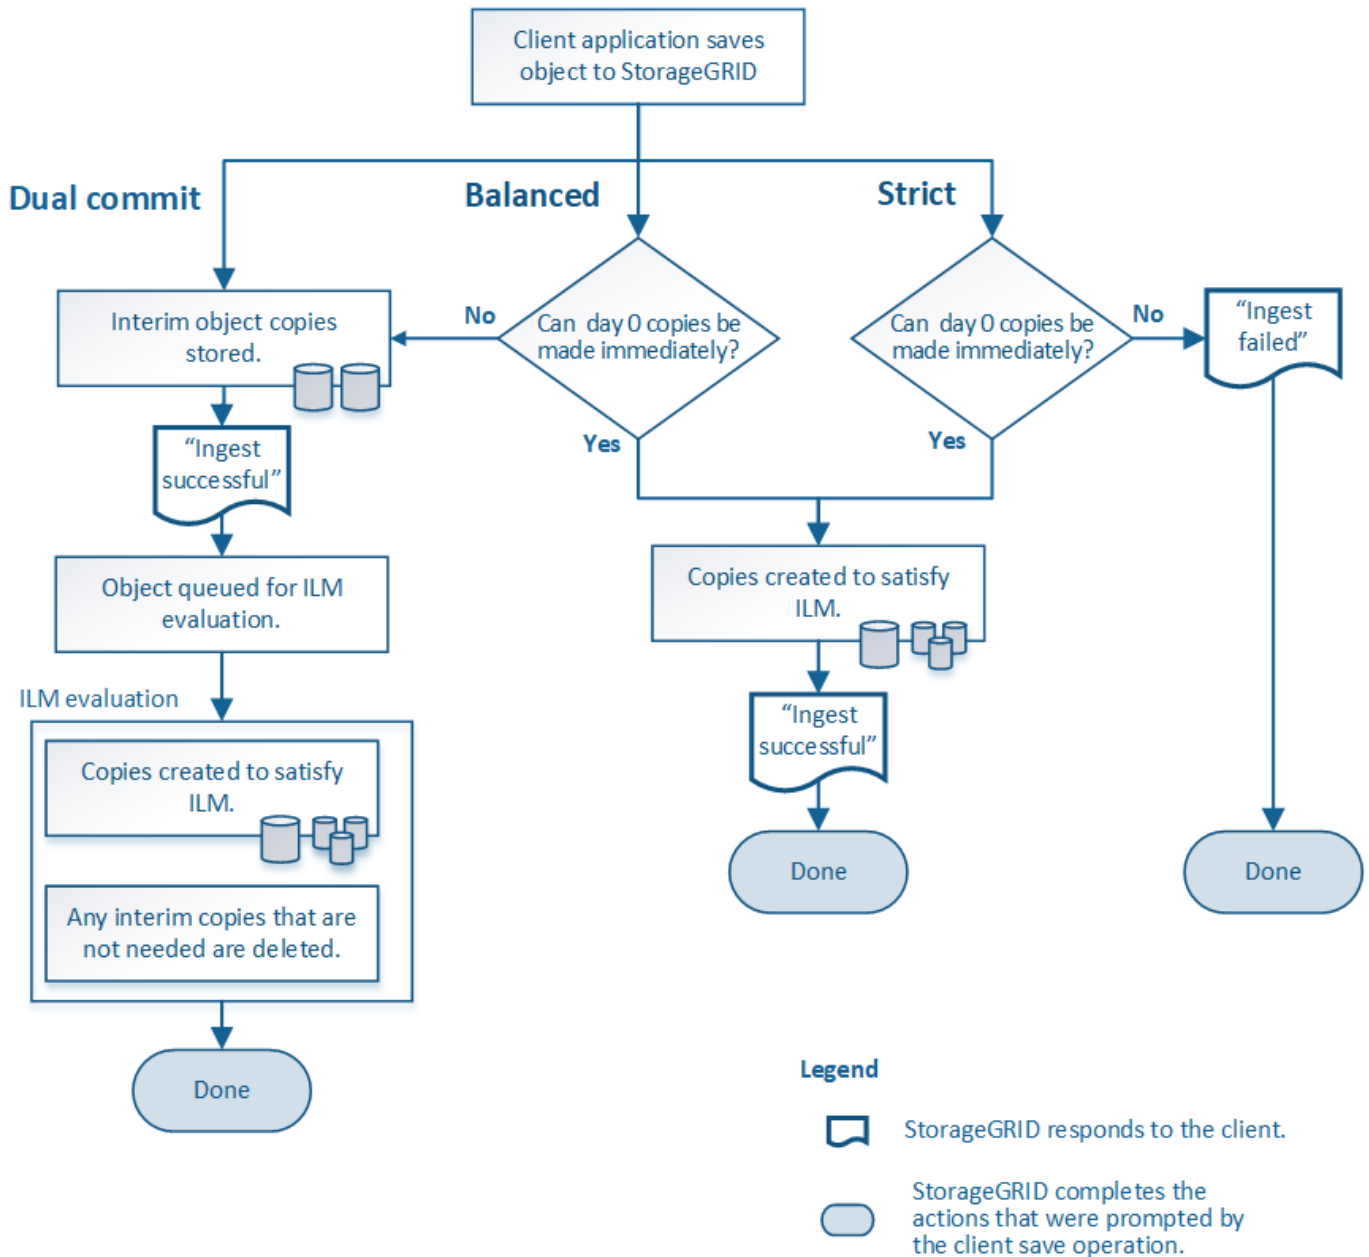 Client application saves
object to StorageGRID
Dual commit
Balanced
Strict
Interim object copies
stored.
No
Can day 0 copies be
made immediately?
Can day 0 copies be
made immediately?
No
“Ingest
failed”
Yes
Yes
“Ingest
successful”
Object queued for ILM
evaluation.
Copies created to satisfy
ILM.
ILM evaluation
“Ingest
successful”
Copies created to satisfy
ILM.
Done
Done
Any interim copies that are
not needed are deleted.
Done
Legend
StorageGRID responds to the client.
StorageGRID completes the
actions that were prompted by
the client save operation.